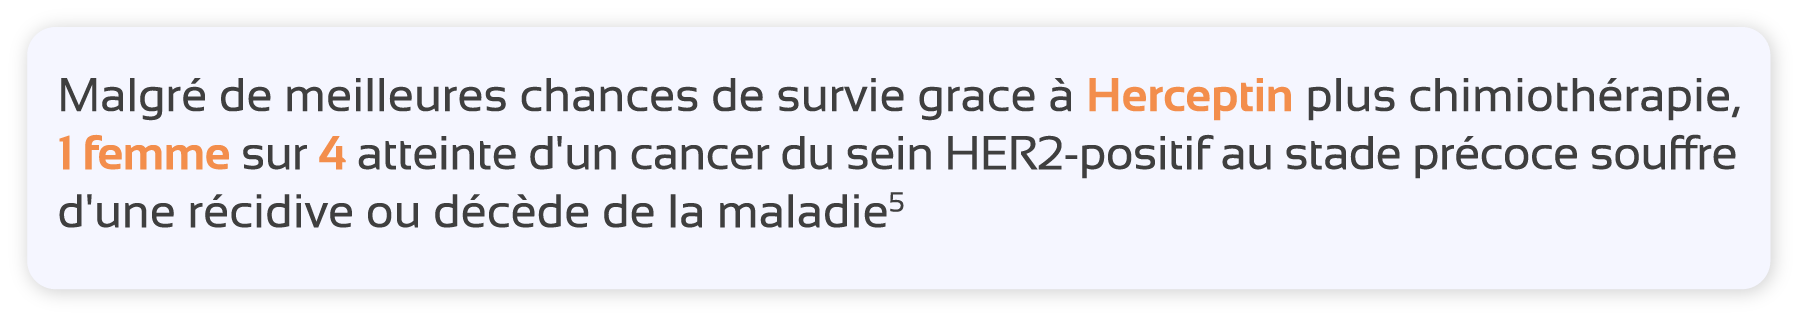 Malgré de meilleures chances de survie grace à Herceptin plus chimiothérapie,
1 femme sur 4 atteinte d'un cancer du sein HER2-positif au stade précoce souffre
d'une récidive ou décède de la maladie⁵